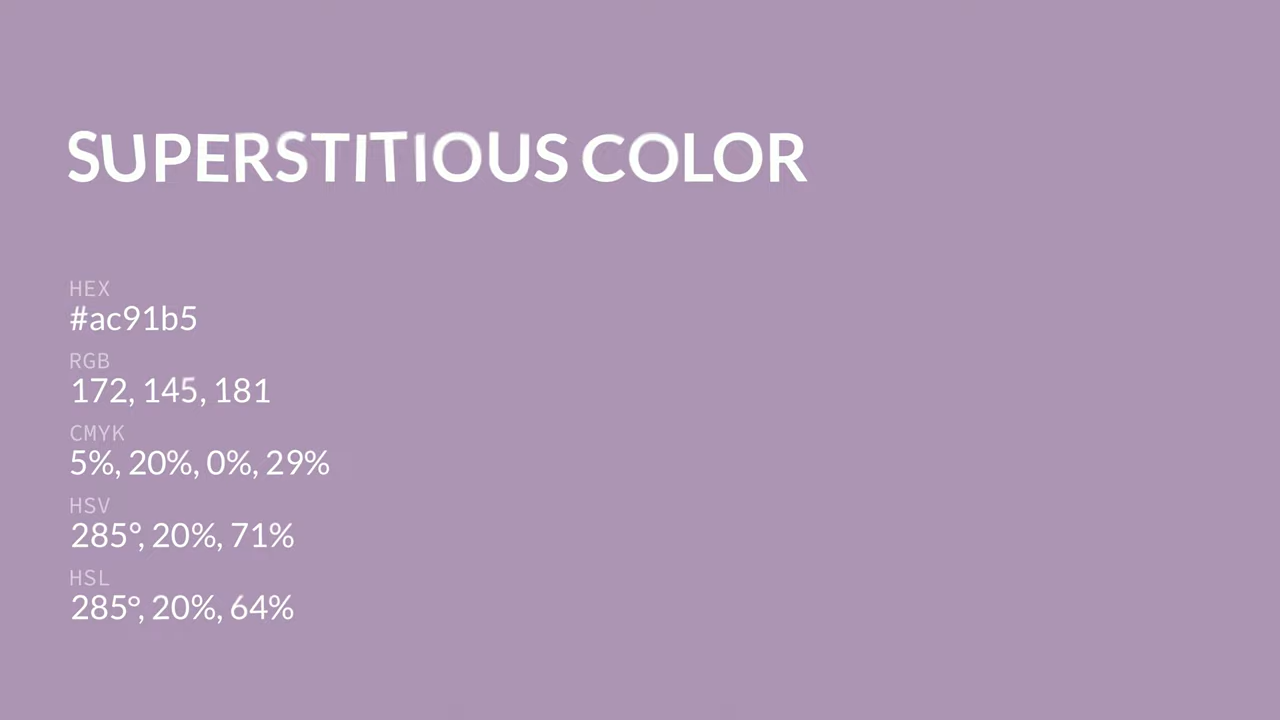 SUPERSTITIOUS COLOR
HEX
#ac91b5
RGB
172, 145, 181
CMYK
5%, 20%, 0%, 29%
HSV
285°, 20%, 71%
HSL
285°, 20%, 64%